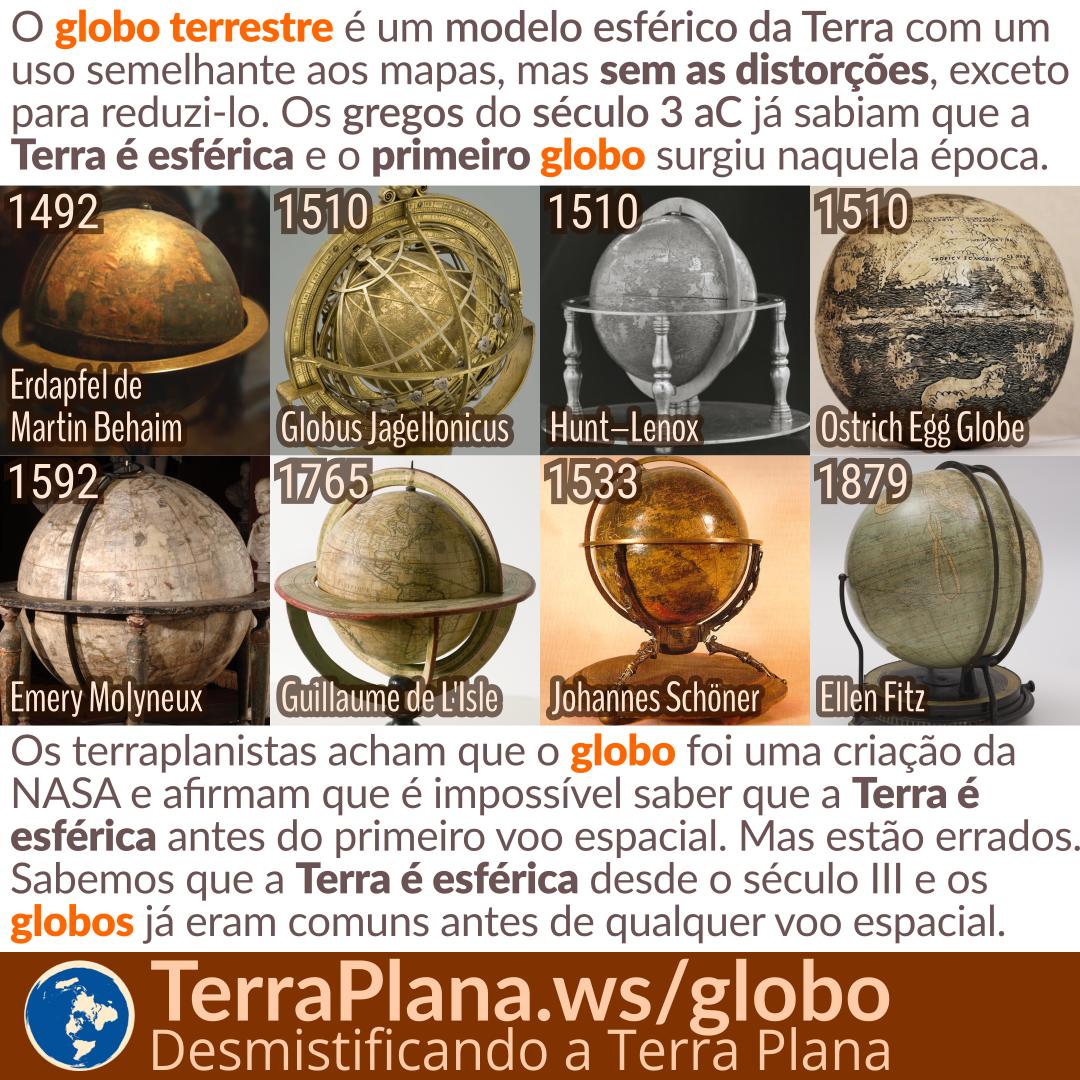 O globo terrestre é um modelo esférico da Terra com um
uso semelhante aos mapas, mas sem as distorções, exceto
para reduzi-lo. Os gregos do século 3 aC já sabiam que a
Terra é esférica e o primeiro globo surgiu naquela época.
1492
Erdapfel de
Martin Behaim
1510
Globus Jagellonicus
1510
Hunt–Lenox
1510
Ostrich Egg Globe
1592
Emery Molyneux
1765
Guillaume de L'Isle
1533
Johannes Schöner
1879
Ellen Fitz
Os terraplanistas acham que o globo foi uma criação da
NASA e afirmam que é impossível saber que a Terra é
esférica antes do primeiro voo espacial. Mas estão errados.
Sabemos que a Terra é esférica desde o século III e os
globos já eram comuns antes de qualquer voo espacial.
TerraPlana.ws/globo
Desmistificando a Terra Plana